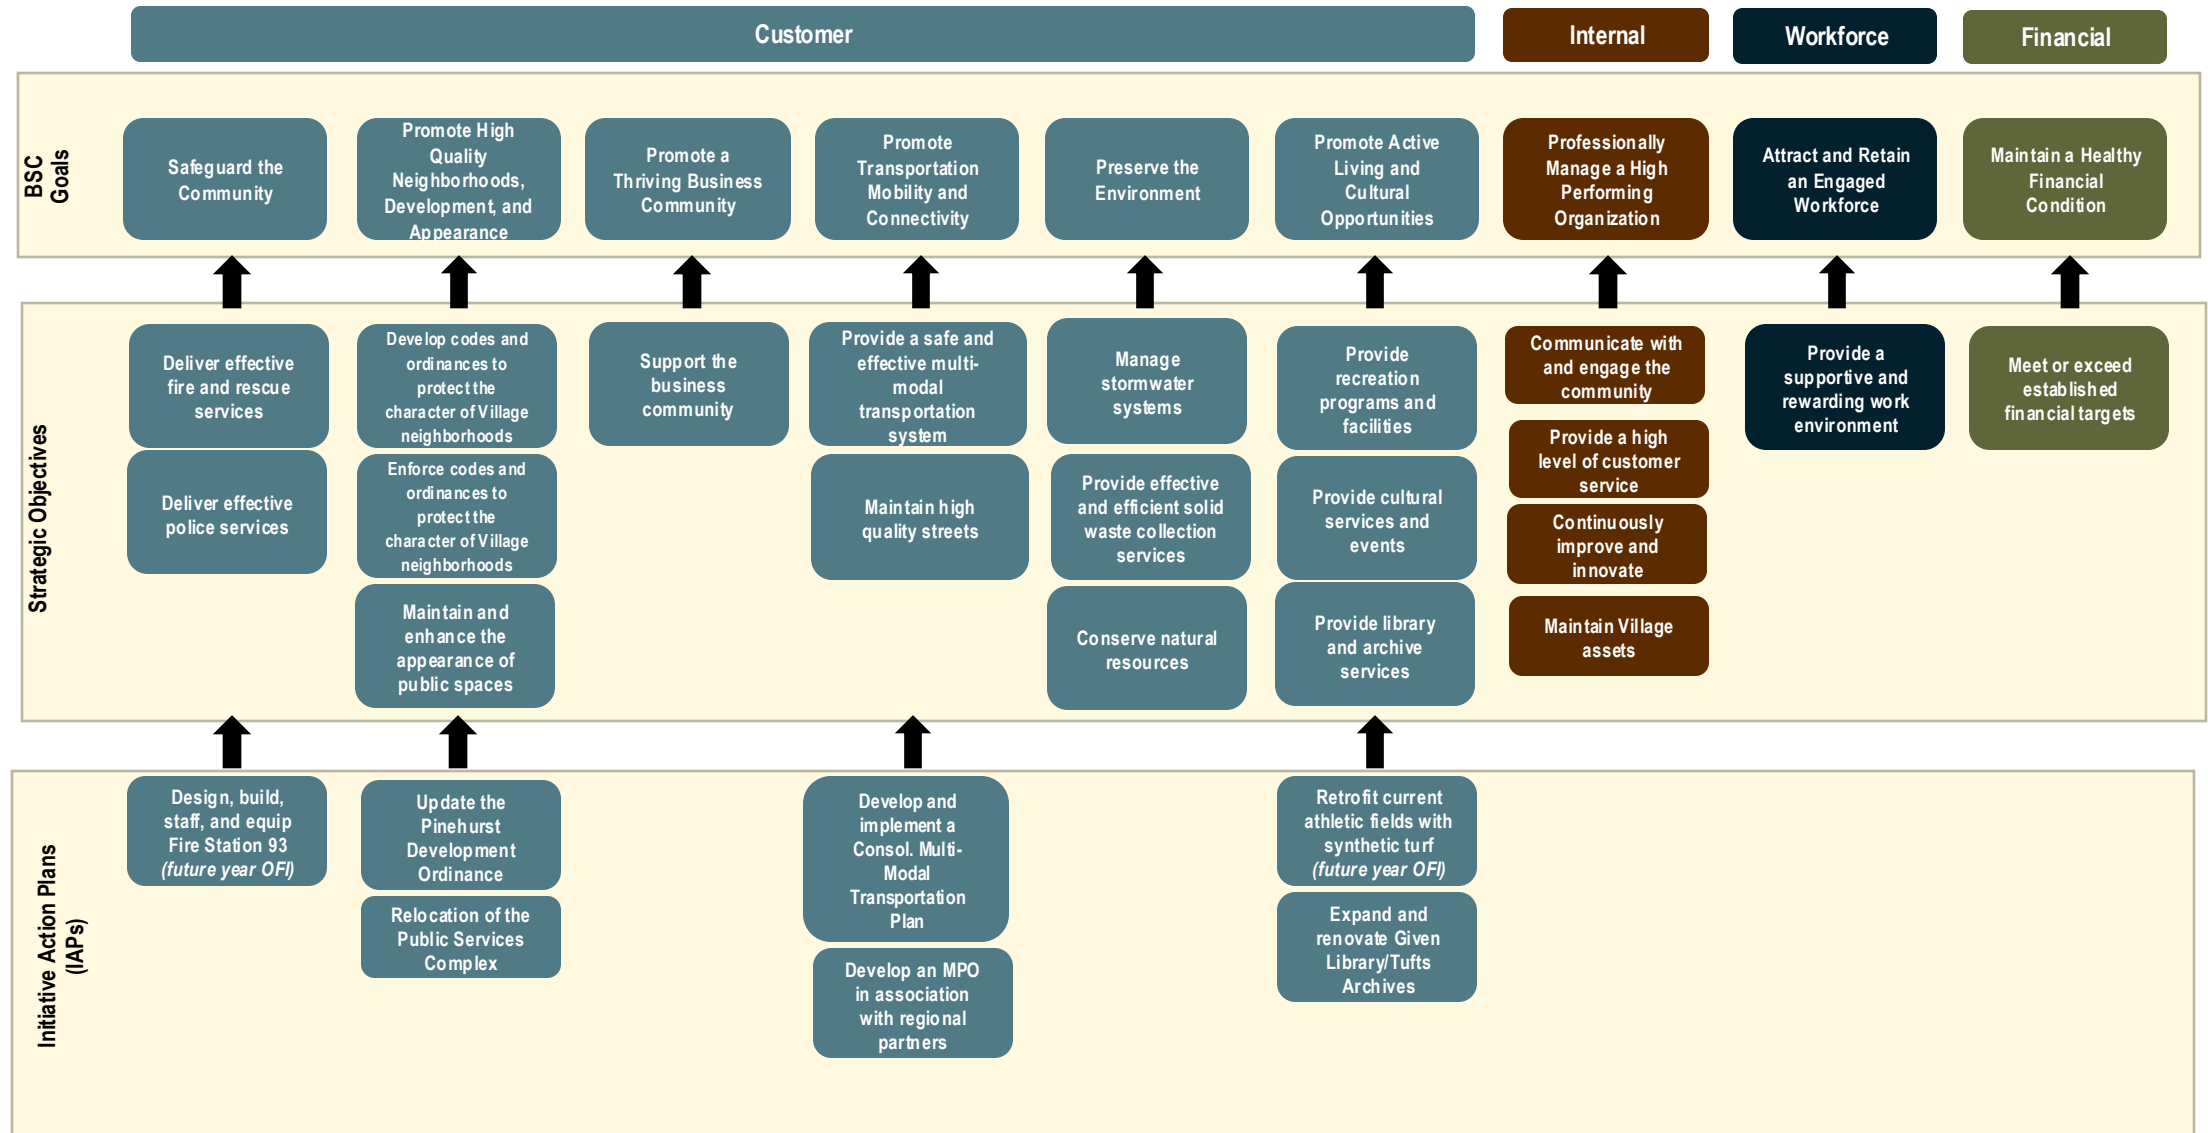 Customer
Internal
Workforce
Financial
BSC
Goals
Safeguard the
Community
Promote High
Quality
Neighborhoods,
Development, and
Appearance
Promote a
Thriving Business
Community
Promote
Transportation
Mobility and
Connectivity
Preserve the
Environment
Promote Active
Living and
Cultural
Opportunities
Professionally
Manage a High
Performing
Organization
Attract and Retain
an Engaged
Workforce
Maintain a Healthy
Financial
Condition
Strategic Objectives
Deliver effective
fire and rescue
services
Deliver effective
police services
Develop codes and
ordinances to
protect the
character of Village
neighborhoods
Enforce codes and
ordinances to
protect the
character of Village
neighborhoods
Maintain and
enhance the
appearance of
public spaces
Support the
business
community
Provide a safe and
effective multi-
modal
transportation
system
Maintain high
quality streets
Manage
stormwater
systems
Provide effective
and efficient solid
waste collection
services
Conserve natural
resources
Provide
recreation
programs and
facilities
Provide cultural
services and
events
Provide library
and archive
services
Communicate with
and engage the
community
Provide a high
level of customer
service
Continuously
improve and
innovate
Maintain Village
assets
Provide a
supportive and
rewarding work
environment
Meet or exceed
established
financial targets
Initiative Action Plans
(IAPs)
Design, build,
staff, and equip
Fire Station 93
(future year OFI)
Update the
Pinehurst
Development
Ordinance
Relocation of the
Public Services
Complex
Develop and
implement a
Consol. Multi-
Modal
Transportation
Plan
Develop an MPO
in association
with regional
partners
Retrofit current
athletic fields with
synthetic turf
(future year OFI)
Expand and
renovate Given
Library/Tufts
Archives